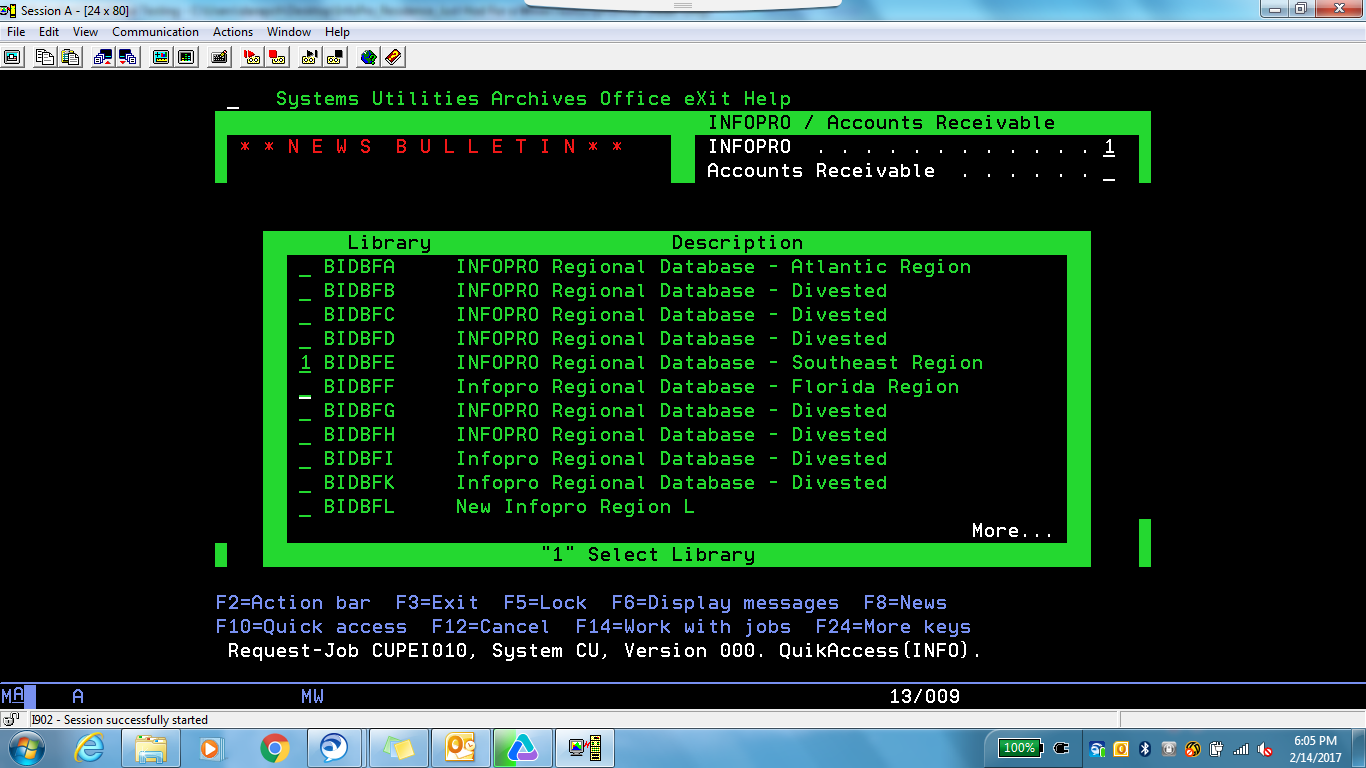 Session A - [24 x 80]
File Edit View Communication Actions Window Help
_ Systems Utilities Archives Office eXit Help
INFOPRO / Accounts Receivable
* * N E W S B U L L E T I N * *
INFOPRO . . . . . . . . . . . . 1
Accounts Receivable . . . . . . _
Library Description
_ BIDBFA INFOPRO Regional Database - Atlantic Region
_ BIDBFB INFOPRO Regional Database - Divested
_ BIDBFC INFOPRO Regional Database - Divested
_ BIDBFD INFOPRO Regional Database - Divested
1 BIDBFE INFOPRO Regional Database - Southeast Region
_ BIDBFF Infopro Regional Database - Florida Region
_ BIDBFG INFOPRO Regional Database - Divested
_ BIDBFH INFOPRO Regional Database - Divested
_ BIDBFI Infopro Regional Database - Divested
_ BIDBFK Infopro Regional Database - Divested
_ BIDBFL New Infopro Region L
More...
"1" Select Library
F2=Action bar F3=Exit F5=Lock F6=Display messages F8=News
F10=Quick access F12=Cancel F14=Work with jobs F24=More keys
Request-Job CUPEIO10, System CU, Version 000. QuikAccess(INFO).
MA A MW 13/009
I902 - Session successfully started
100%
6:05 PM
2/14/2017